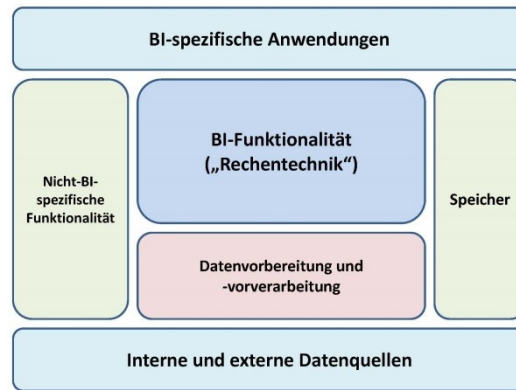 BI-spezifische Anwendungen
Nicht-BI-
spezifische
Funktionalität
BI-Funktionalität
(„Rechentechnik“)
Datenvorbereitung und
-vorverarbeitung
Speicher
Interne und externe Datenquellen